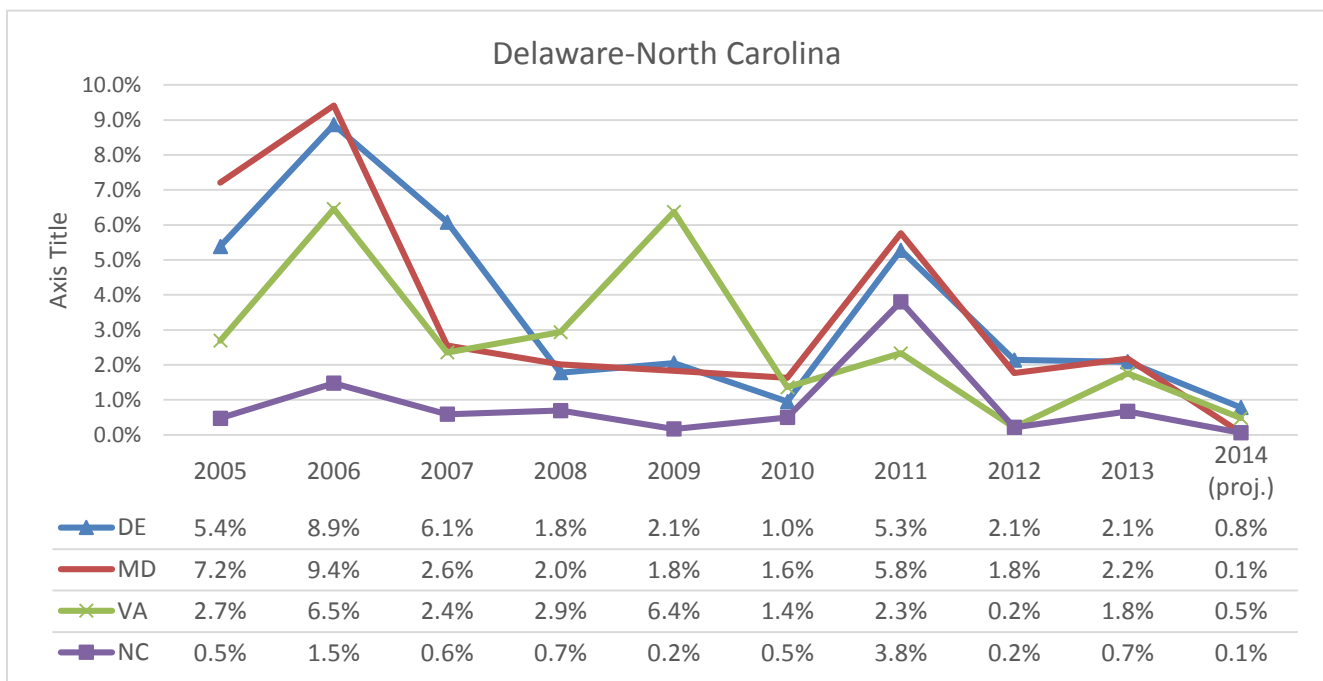 Delaware-North Carolina
10.0%
9.0%
8.0%
7.0%
6.0%
5.0%
4.0%
3.0%
2.0%
1.0%
0.0%
Axis Title
2005 2006 2007 2008 2009 2010 2011 2012 2013 2014 (proj.)
DE 5.4% 8.9% 6.1% 1.8% 2.1% 1.0% 5.3% 2.1% 2.1% 0.8%
MD 7.2% 9.4% 2.6% 2.0% 1.8% 1.6% 5.8% 1.8% 2.2% 0.1%
VA 2.7% 6.5% 2.4% 2.9% 6.4% 1.4% 2.3% 0.2% 1.8% 0.5%
NC 0.5% 1.5% 0.6% 0.7% 0.2% 0.5% 3.8% 0.2% 0.7% 0.1%